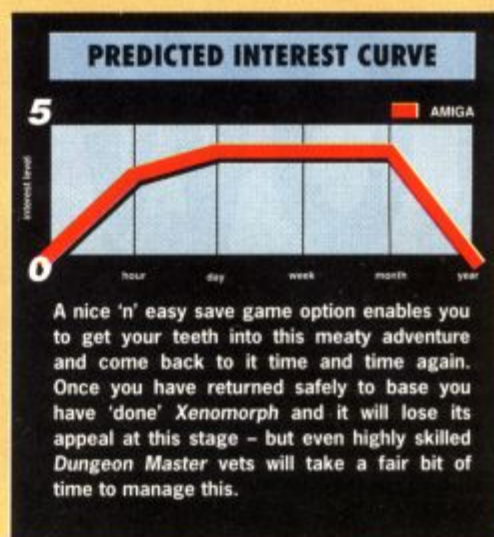 PREDICTED INTEREST CURVE
5
AMIGA
interest level
0
hour
day
week
month
year
A nice 'n' easy save game option enables you
to get your teeth into this meaty adventure
and come back to it time and time again.
Once you have returned safely to base you
have 'done' Xenomorph and it will lose its
appeal at this stage – but even highly skilled
Dungeon Master vets will take a fair bit of
time to manage this.